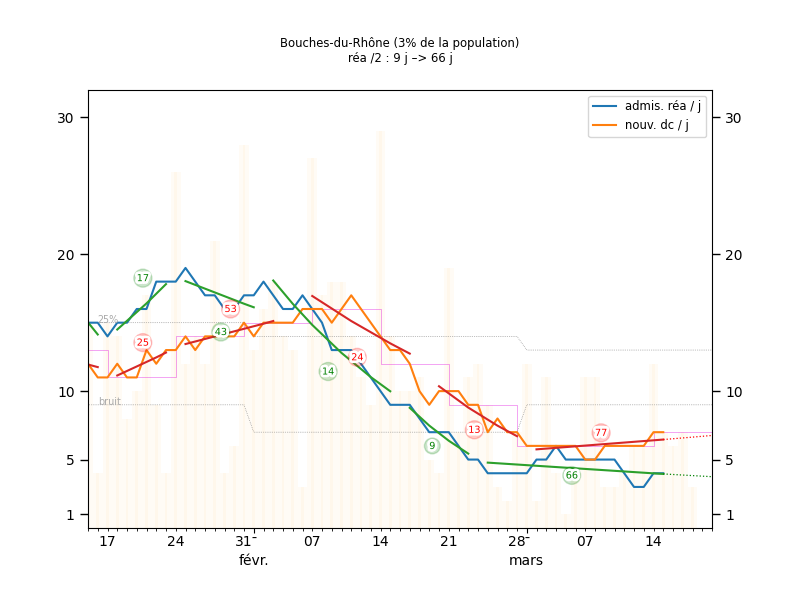 Bouches-du-Rhône (3% de la population)
réa /2 : 9 j –> 66 j
admis. réa / j
nouv. dc / j
30 30
20 20
10 10
5 5
1 1
25%
bruit
17
25
43
53
14
24
9
13
66
77
17 24 31 07 14 21 28 07 14
févr. mars